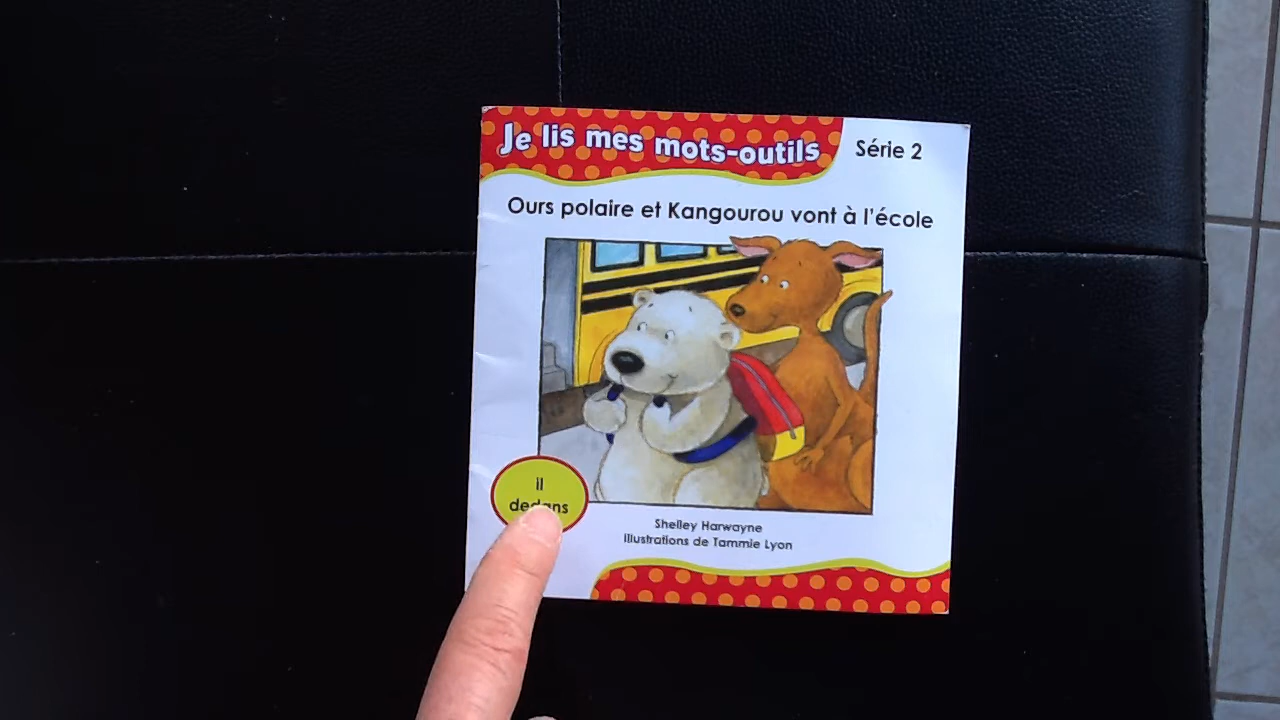 Je lis mes mots-outils
Série 2
Ours polaire et Kangourou vont à l'école
il
dedans
Shelley Harwayne
Illustrations de Tammie Lyon